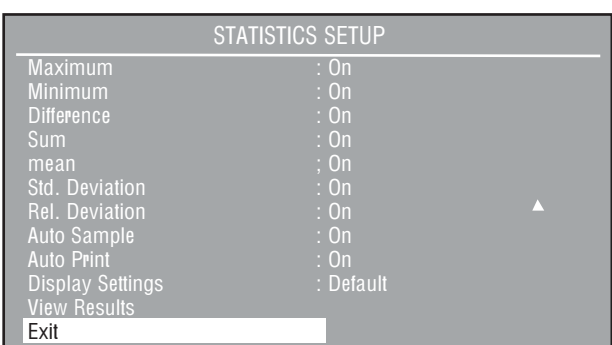 STATISTICS SETUP
Maximum : On
Minimum : On
Difference : On
Sum : On
mean ; On
Std. Deviation : On
Rel. Deviation : On
Auto Sample : On
Auto Print : On
Display Settings : Default
View Results
Exit